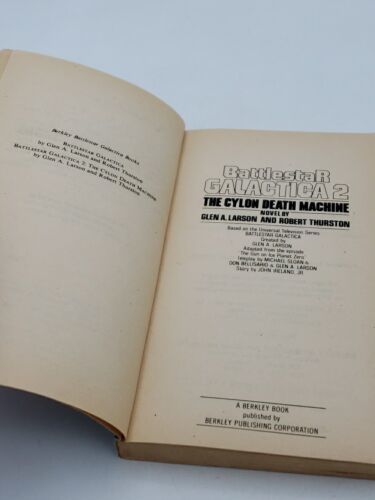 Berkley Battlestar Galactica Books
BATTLESTAR GALACTICA
by Glen A. Larson and Robert Thurston
BATTLESTAR GALACTICA 2: THE CYLON DEATH MACHINE
by Glen A. Larson and Robert Thurston
BattlestaR
GALACTICA 2
THE CYLON DEATH MACHINE
NOVEL BY
GLEN A. LARSON AND ROBERT THURSTON
Based on the Universal Television Series
BATTLESTAR GALACTICA
Created by
GLEN A. LARSON
Adapted from the episode
The Gun on Ice Planet Zero
Teleplay by MICHAEL SLOAN &
DON BELLISARIO & GLEN A. LARSON
Story by JOHN IRELAND, JR
A BERKLEY BOOK
published by
BERKLEY PUBLISHING CORPORATION